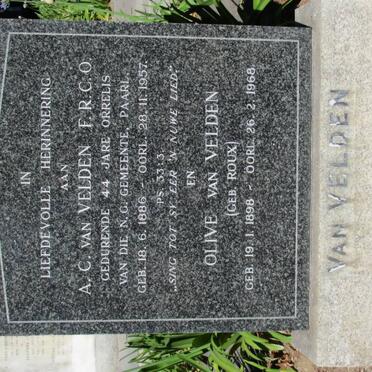 IN
LIEFDEVOLLE HERINNERING
AAN
A. C. VAN VELDEN F.R.C.O
GEDURENDE 44 JARE ORRELIS
VAN DIE N.G. GEMEENTE, PAARL.
GEB. 18. 6. 1886 – OORL. 28. 11. 1957.
PS. 33:3
„SING TOT SY EER 'N NUWE LIED"
EN
OLIVE VAN VELDEN
[GEB. ROUX]
GEB. 19. 1. 1898 – OORL. 26. 2. 1968.
VAN VELDEN